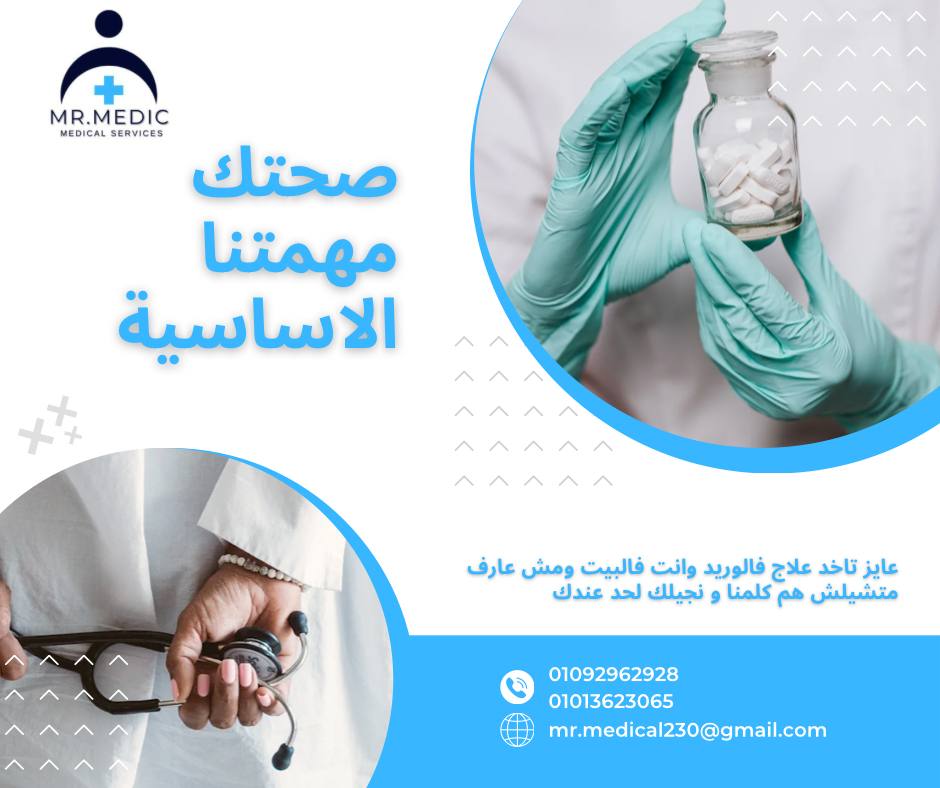 MR.MEDIC
MEDICAL SERVICES
صحتك
مهمتنا
الاساسية
عايز تاخد علاج فالوريد وانت فالبيت ومش عارف
متشيلش هم كلمنا و نجيلك لحد عندك
01092962928
01013623065
mr.medical230@gmail.com